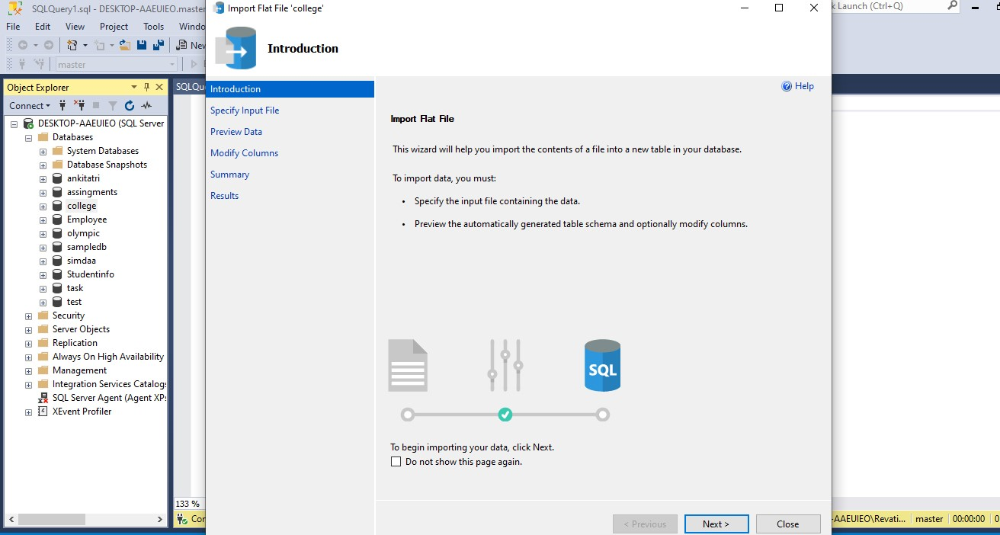 SQLQuery1.sql - DESKTOP-AAEUIEO.master
File Edit View Project Tools Windo
New
master
Object Explorer
Connect
DESKTOP-AAEUIEO (SQL Server
Databases
System Databases
Database Snapshots
ankitatri
assingments
college
Employee
olympic
sampledb
simdaa
Studentinfo
task
test
Security
Server Objects
Replication
Always On High Availability
Management
Integration Services Catalogs
SQL Server Agent (Agent XPs
XEvent Profiler
SQLQu
133 %
Con
Import Flat File 'college'
Introduction
Introduction
Specify Input File
Preview Data
Modify Columns
Summary
Results
Help
Import Flat File
This wizard will help you import the contents of a file into a new table in your database.
To import data, you must:
• Specify the input file containing the data.
• Preview the automatically generated table schema and optionally modify columns.
SQL
To begin importing your data, click Next.
Do not show this page again.
< Previous Next > Close
k Launch (Ctrl+Q)
-AAEUIEO\Revati... master 00:00:00 0